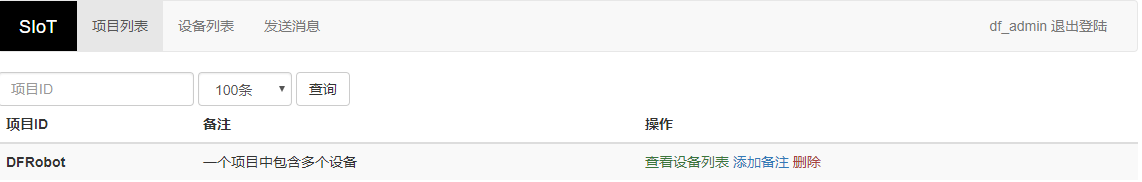 SIoT 项目列表 设备列表 发送消息 df_admin 退出登陆
项目ID 100条 查询
项目ID 备注 操作
DFRobot 一个项目中包含多个设备 查看设备列表 添加备注 删除